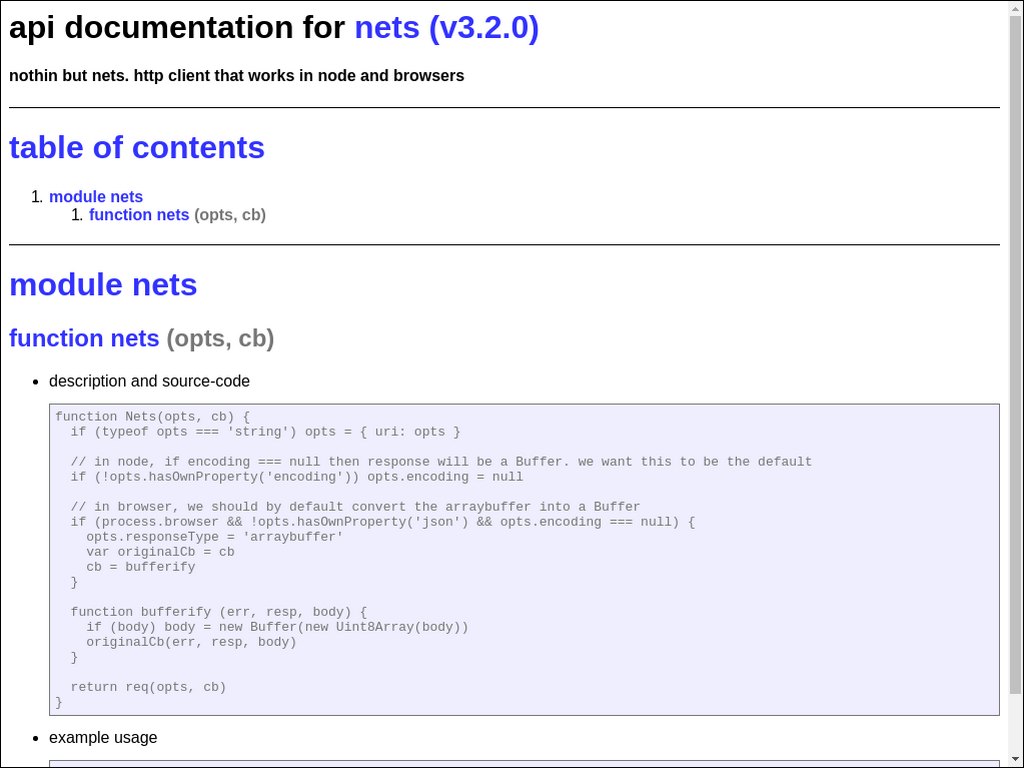 api documentation for nets (v3.2.0)
nothin but nets. http client that works in node and browsers
table of contents
1. module nets
1. function nets (opts, cb)
module nets
function nets (opts, cb)
• description and source-code
function Nets(opts, cb) {
  if (typeof opts === 'string') opts = { uri: opts }
  // in node, if encoding === null then response will be a Buffer. we want this to be the default
  if (!opts.hasOwnProperty('encoding')) opts.encoding = null
  // in browser, we should by default convert the arraybuffer into a Buffer
  if (process.browser && !opts.hasOwnProperty('json') && opts.encoding === null) {
    opts.responseType = 'arraybuffer'
    var originalCb = cb
    cb = bufferify
  }
  function bufferify (err, resp, body) {
    if (body) body = new Buffer(new Uint8Array(body))
    originalCb(err, resp, body)
  }
  return req(opts, cb)
}
• example usage